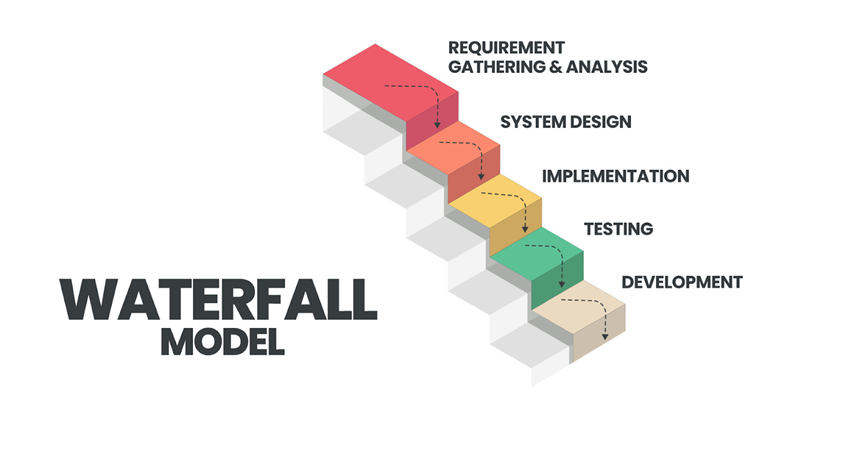 REQUIREMENT
GATHERING & ANALYSIS
SYSTEM DESIGN
IMPLEMENTATION
TESTING
DEVELOPMENT
WATERFALL
MODEL